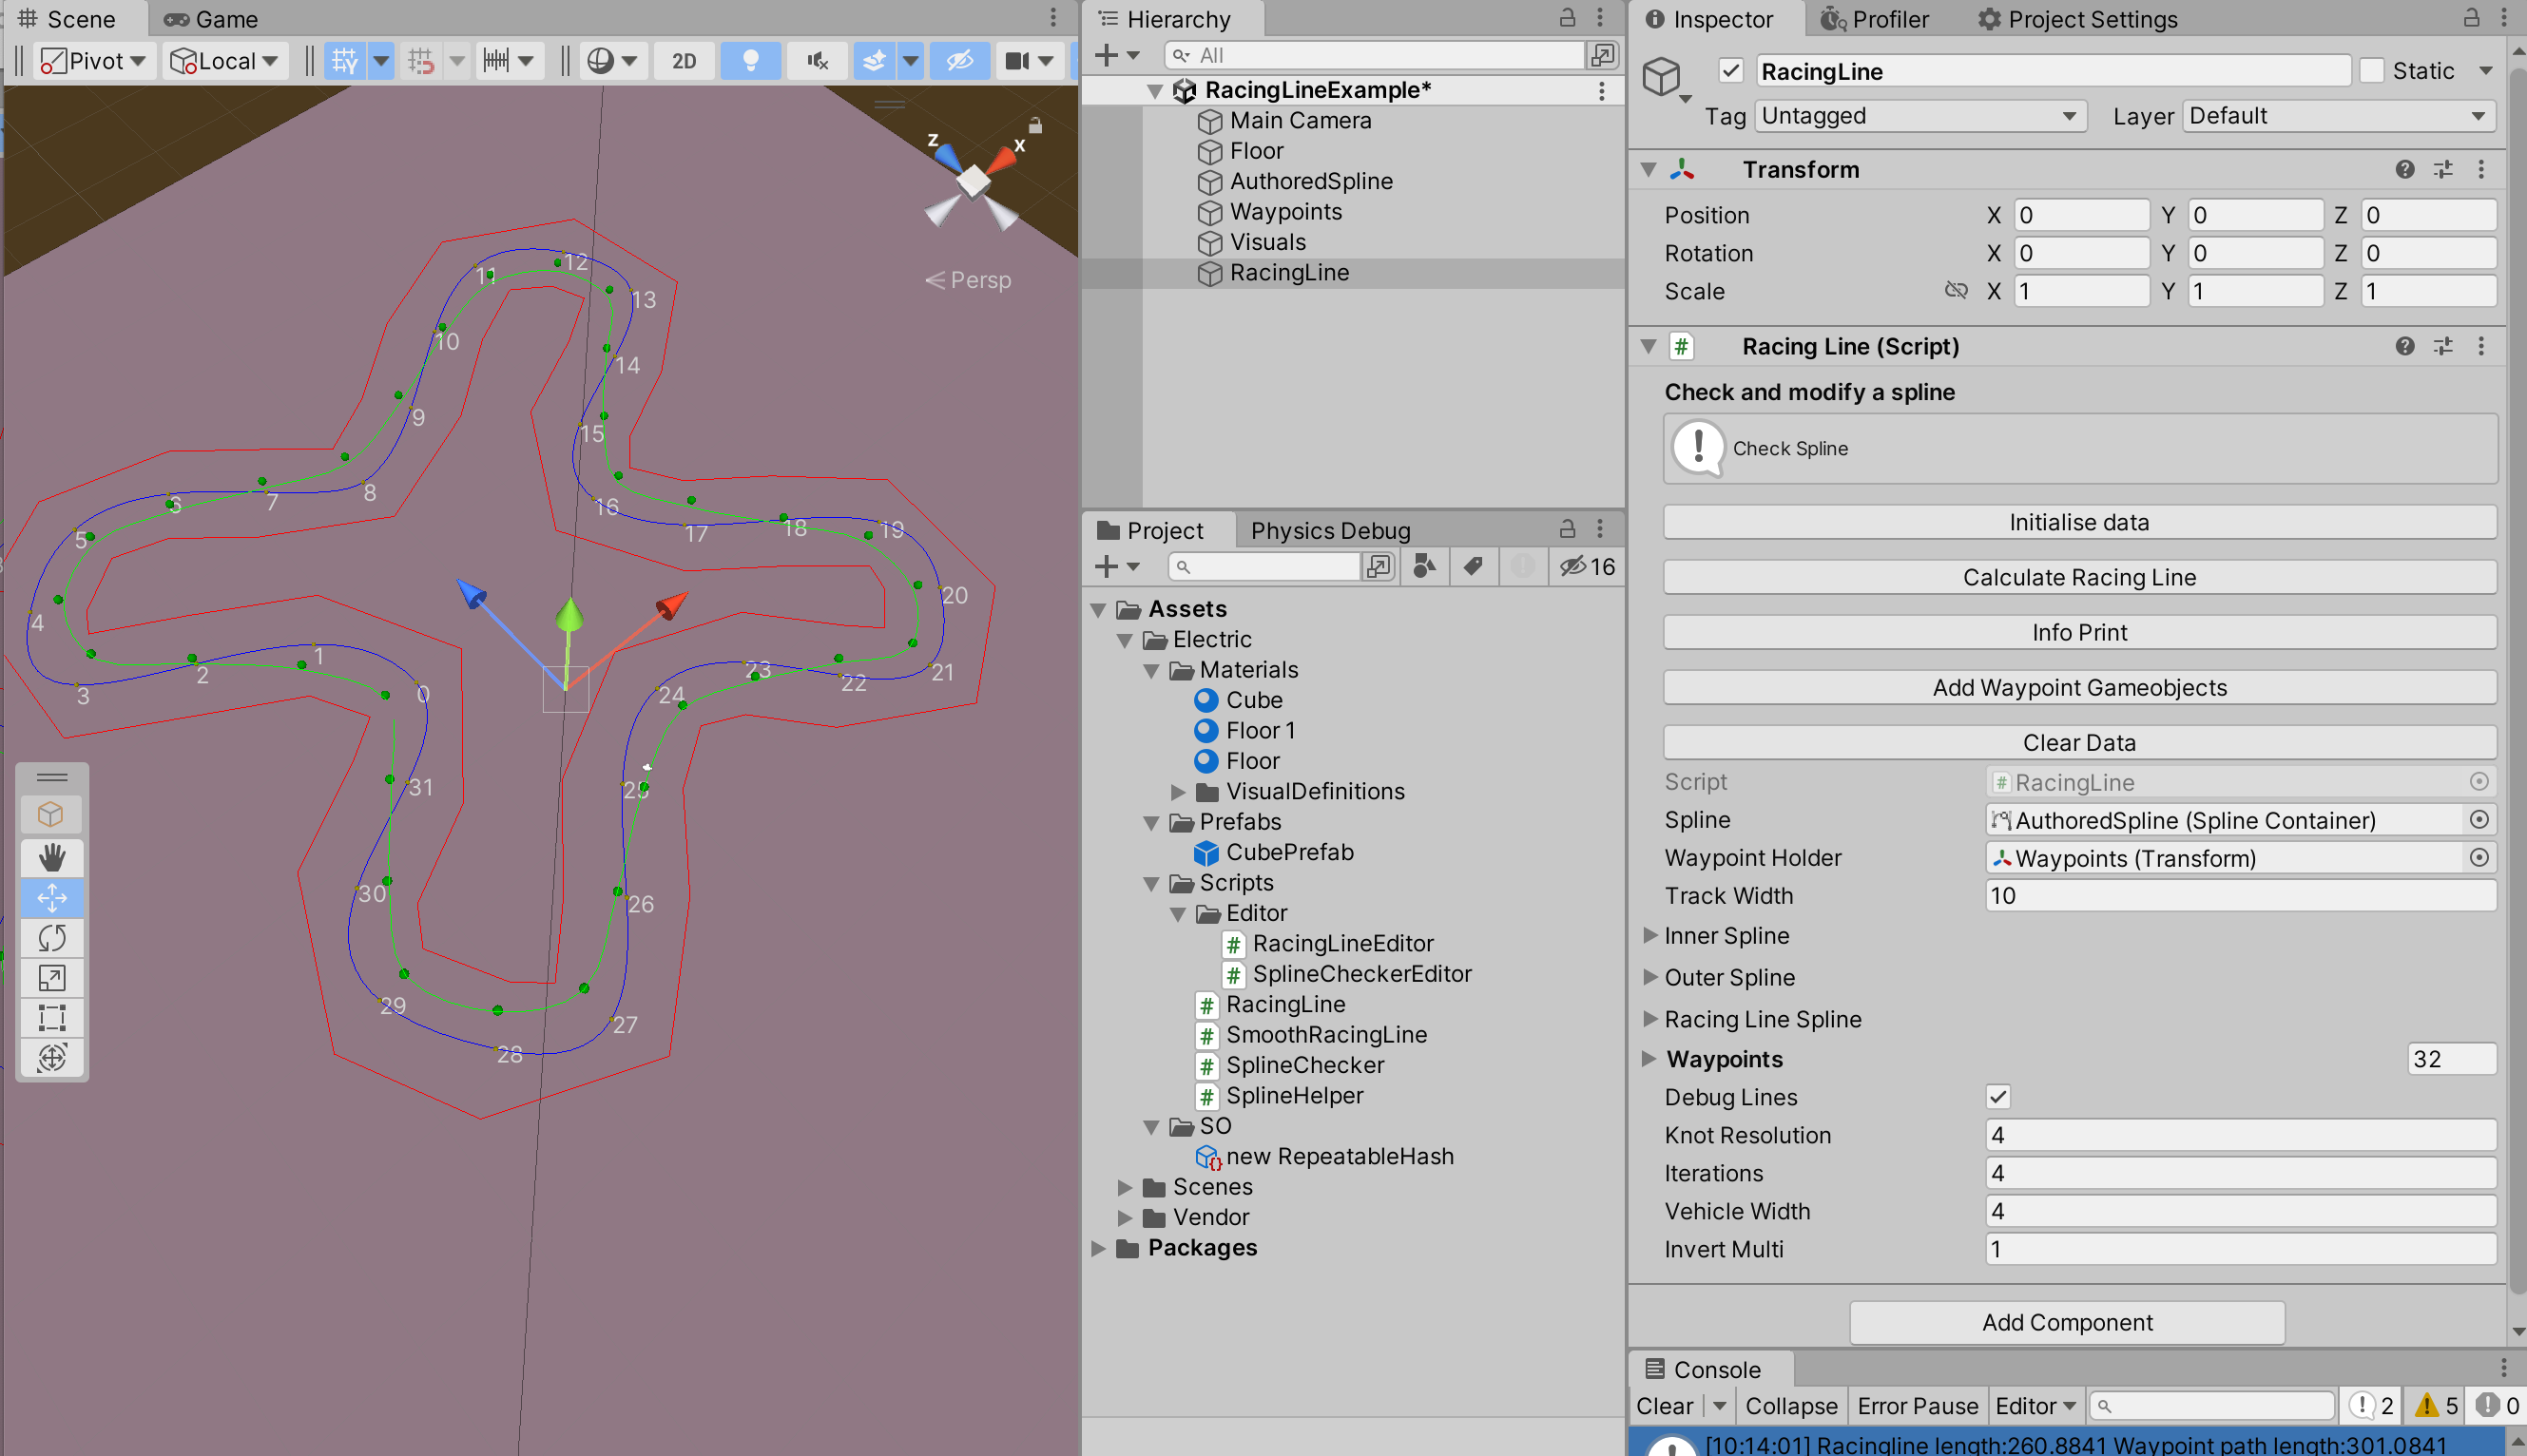 Scene
Game
Pivot
Local
2D
z
x
Persp
11
12
13
10
14
9
15
8
6
7
16
17
18
19
5
20
4
1
2
3
0
23
22
21
24
31
25
30
26
29
27
28
Hierarchy
All
RacingLineExample*
Main Camera
Floor
AuthoredSpline
Waypoints
Visuals
RacingLine
Project
Physics Debug
16
Assets
Electric
Materials
Cube
Floor 1
Floor
VisualDefinitions
Prefabs
CubePrefab
Scripts
Editor
RacingLineEditor
SplineCheckerEditor
RacingLine
SmoothRacingLine
SplineChecker
SplineHelper
SO
new RepeatableHash
Scenes
Vendor
Packages
Inspector
Profiler
Project Settings
RacingLine
Static
Tag Untagged
Layer Default
Transform
Position X 0 Y 0 Z 0
Rotation X 0 Y 0 Z 0
Scale X 1 Y 1 Z 1
Racing Line (Script)
Check and modify a spline
Check Spline
Initialise data
Calculate Racing Line
Info Print
Add Waypoint Gameobjects
Clear Data
Script RacingLine
Spline AuthoredSpline (Spline Container)
Waypoint Holder Waypoints (Transform)
Track Width 10
Inner Spline
Outer Spline
Racing Line Spline
Waypoints 32
Debug Lines
Knot Resolution 4
Iterations 4
Vehicle Width 4
Invert Multi 1
Add Component
Console
Clear Collapse Error Pause Editor 2 5 0
[10:14:01] Racingline length:260.8841 Waypoint path length:301.0841